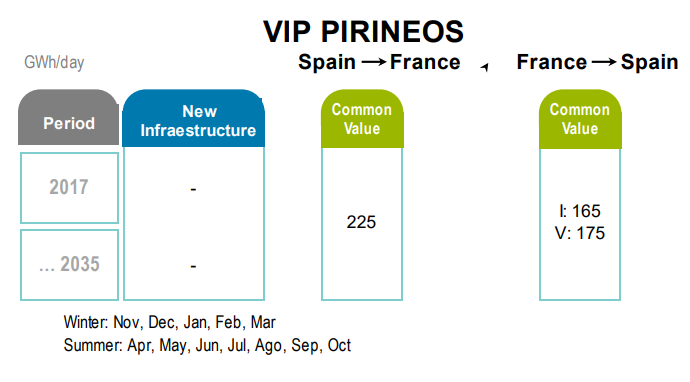 VIP PIRINEOS
GWh/day
Spain → France
France → Spain
Period
New
Infraestructure
Common
Value
Common
Value
2017
-
225
I: 165
V: 175
... 2035
-
Winter: Nov, Dec, Jan, Feb, Mar
Summer: Apr, May, Jun, Jul, Ago, Sep, Oct